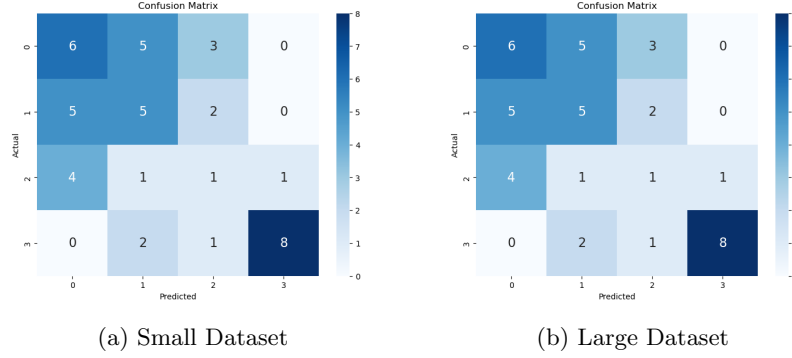 Confusion Matrix
Actual
0 6 5 3 0
1 5 5 2 0
2 4 1 1 1
3 0 2 1 8
0 1 2 3
Predicted
8
7
6
5
4
3
2
1
0
(a) Small Dataset
Confusion Matrix
Actual
0 6 5 3 0
1 5 5 2 0
2 4 1 1 1
3 0 2 1 8
0 1 2 3
Predicted
(b) Large Dataset